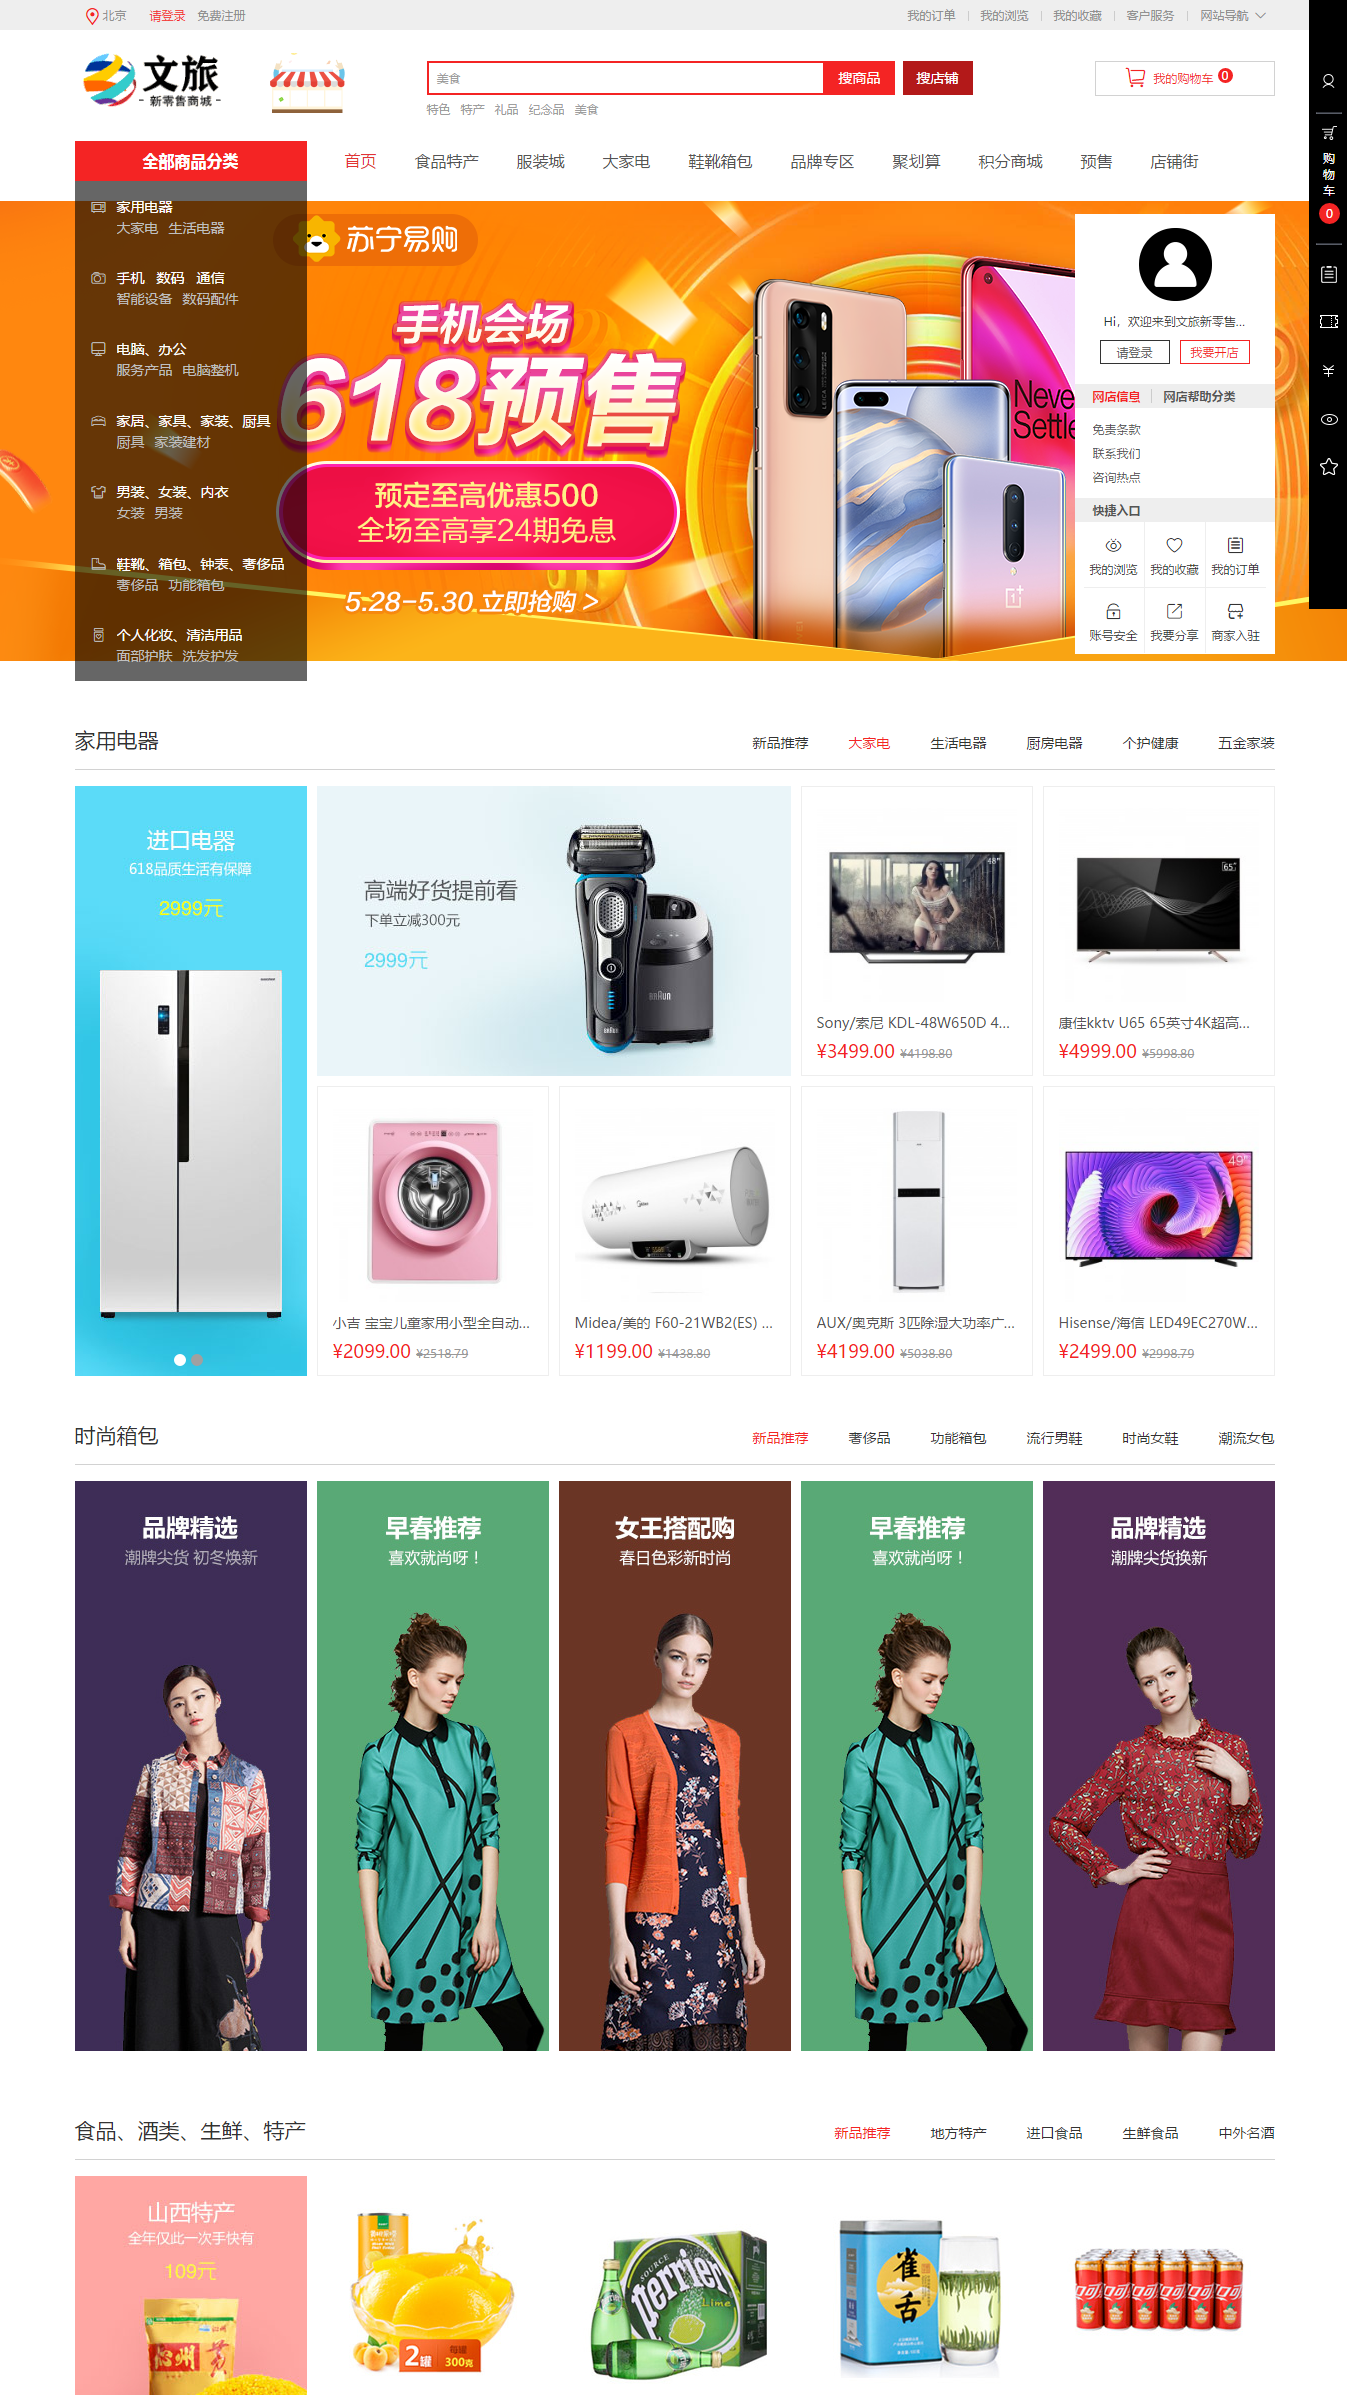 北京 请登录 免费注册
我的订单 我的浏览 我的收藏 客户服务 网站导航
文旅
- 新零售商城 -
美食
搜商品
搜店铺
我的购物车 0
特色 特产 礼品 纪念品 美食
全部商品分类
首页 食品特产 服装城 大家电 鞋靴箱包 品牌专区 聚划算 积分商城 预售 店铺街
购物车
0
家用电器
大家电 生活电器
手机 数码 通信
智能设备 数码配件
电脑、办公
服务产品 电脑整机
家居、家具、家装、厨具
厨具 家装建材
男装、女装、内衣
女装 男装
鞋靴、箱包、钟表、奢侈品
奢侈品 功能箱包
个人化妆、清洁用品
面部护肤 洗发护发
苏宁易购
手机会场
618预售
预定至高优惠500
全场至高享24期免息
5.28-5.30 立即抢购 >
Never
Settle
Hi，欢迎来到文旅新零售...
请登录 我要开店
网店信息 网店帮助分类
免责条款
联系我们
咨询热点
快捷入口
我的浏览 我的收藏 我的订单
账号安全 我要分享 商家入驻
家用电器
新品推荐 大家电 生活电器 厨房电器 个护健康 五金家装
进口电器
618品质生活有保障
2999元
高端好货提前看
下单立减300元
2999元
BRAUN
BRAUN
48"
Sony/索尼 KDL-48W650D 4...
¥3499.00 ¥4198.80
65"
康佳kktv U65 65英寸4K超高...
¥4999.00 ¥5998.80
小吉 宝宝儿童家用小型全自动...
¥2099.00 ¥2518.79
Midea
Midea/美的 F60-21WB2(ES) ...
¥1199.00 ¥1438.80
AUX/奥克斯 3匹除湿大功率广...
¥4199.00 ¥5038.80
49"
Hisense/海信 LED49EC270W...
¥2499.00 ¥2998.79
时尚箱包
新品推荐 奢侈品 功能箱包 流行男鞋 时尚女鞋 潮流女包
品牌精选
潮牌尖货 初冬焕新
早春推荐
喜欢就尚呀！
女王搭配购
春日色彩新时尚
早春推荐
喜欢就尚呀！
品牌精选
潮牌尖货换新
食品、酒类、生鲜、特产
新品推荐 地方特产 进口食品 生鲜食品 中外名酒
山西特产
全年仅此一次手快有
109元
沁州
2罐
每罐
300克
SOURCE
Perrier
Lime
雀舌